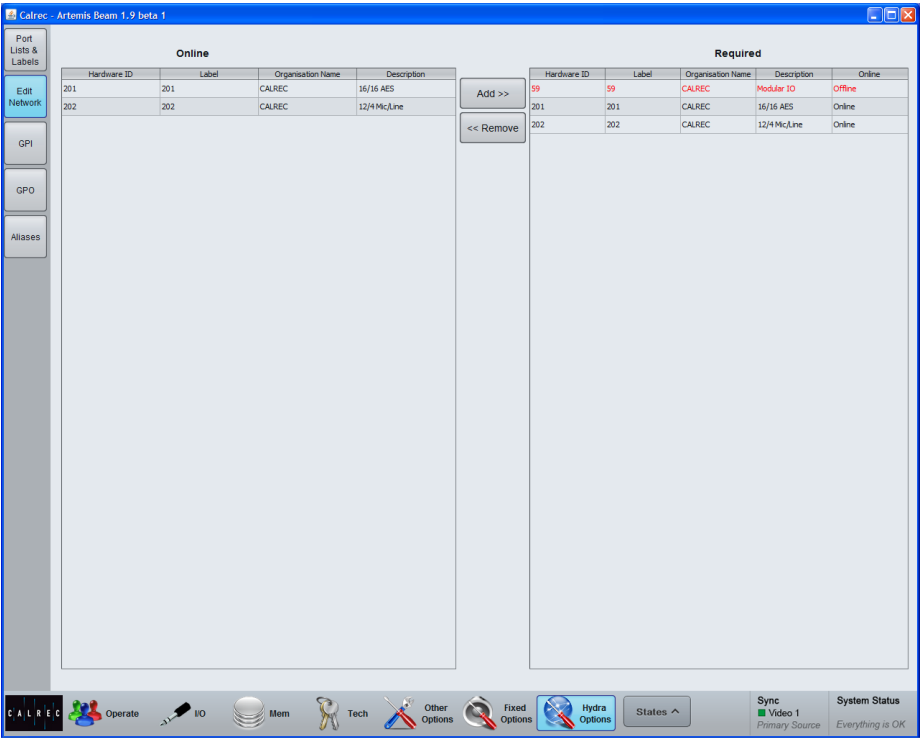 Calrec - Artemis Beam 1.9 beta 1
Port
Lists &
Labels
Edit
Network
GPI
GPO
Aliases
Online
Hardware ID Label Organisation Name Description
201 201 CALREC 16/16 AES
202 202 CALREC 12/4 Mic/Line
Add >>
<< Remove
Required
Hardware ID Label Organisation Name Description Online
59 59 CALREC Modular IO Offline
201 201 CALREC 16/16 AES Online
202 202 CALREC 12/4 Mic/Line Online
CALREC
Operate
I/O
Mem
Tech
Other
Options
Fixed
Options
Hydra
Options
States
Sync
Video 1
Primary Source
System Status
Everything is OK